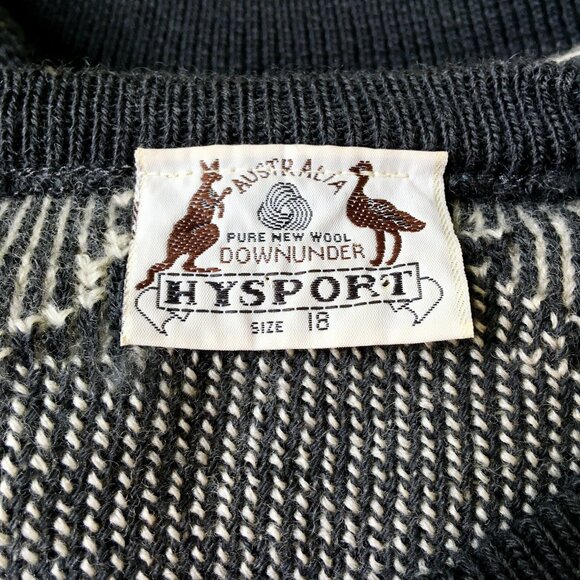 AUSTRALIA
PURE NEW WOOL
DOWNUNDER
HYSPORT
SIZE 18